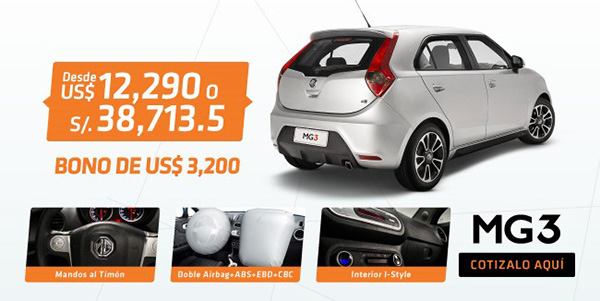 Desde
US$ 12,290 o
S/. 38,713.5
BONO DE US$ 3,200
MG3
MG
Mandos al Timón
Doble Airbag+ABS+EBD+CBC
Interior I-Style
MG3
COTIZALO AQUÍ